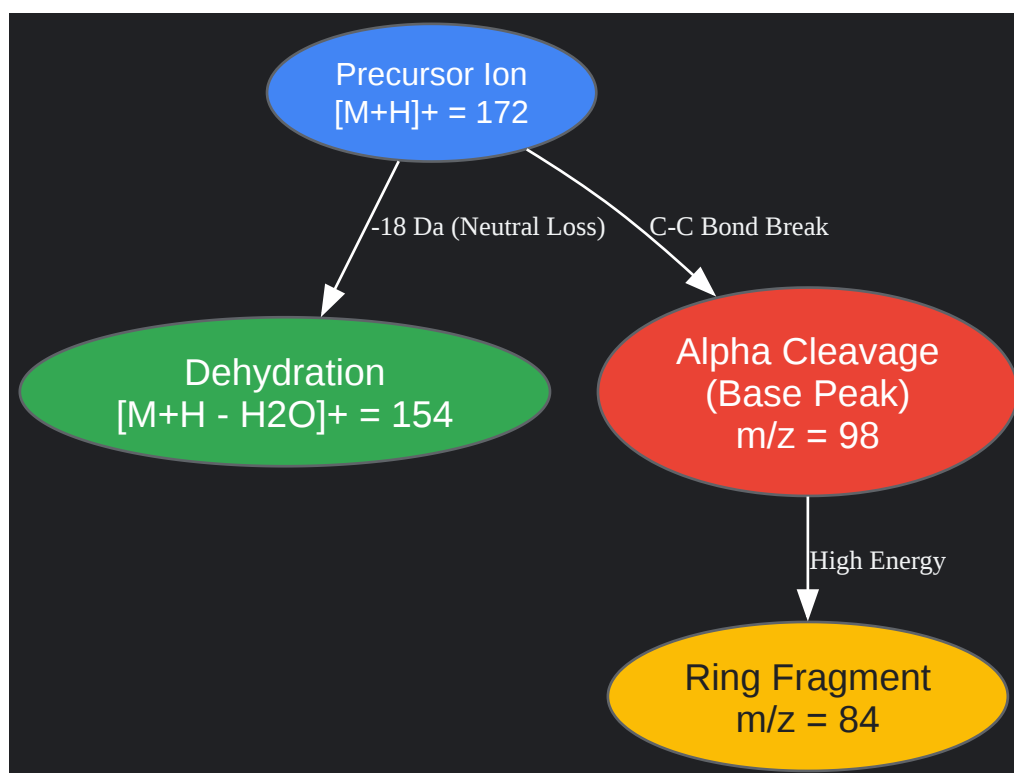 Precursor Ion
[M+H]+ = 172
-18 Da (Neutral Loss)
C-C Bond Break
Dehydration
[M+H - H2O]+ = 154
Alpha Cleavage
(Base Peak)
m/z = 98
High Energy
Ring Fragment
m/z = 84